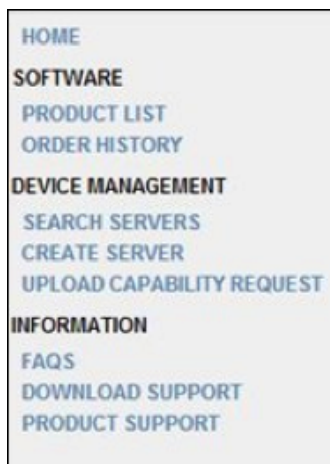 HOME
SOFTWARE
PRODUCT LIST
ORDER HISTORY
DEVICE MANAGEMENT
SEARCH SERVERS
CREATE SERVER
UPLOAD CAPABILITY REQUEST
INFORMATION
FAQS
DOWNLOAD SUPPORT
PRODUCT SUPPORT